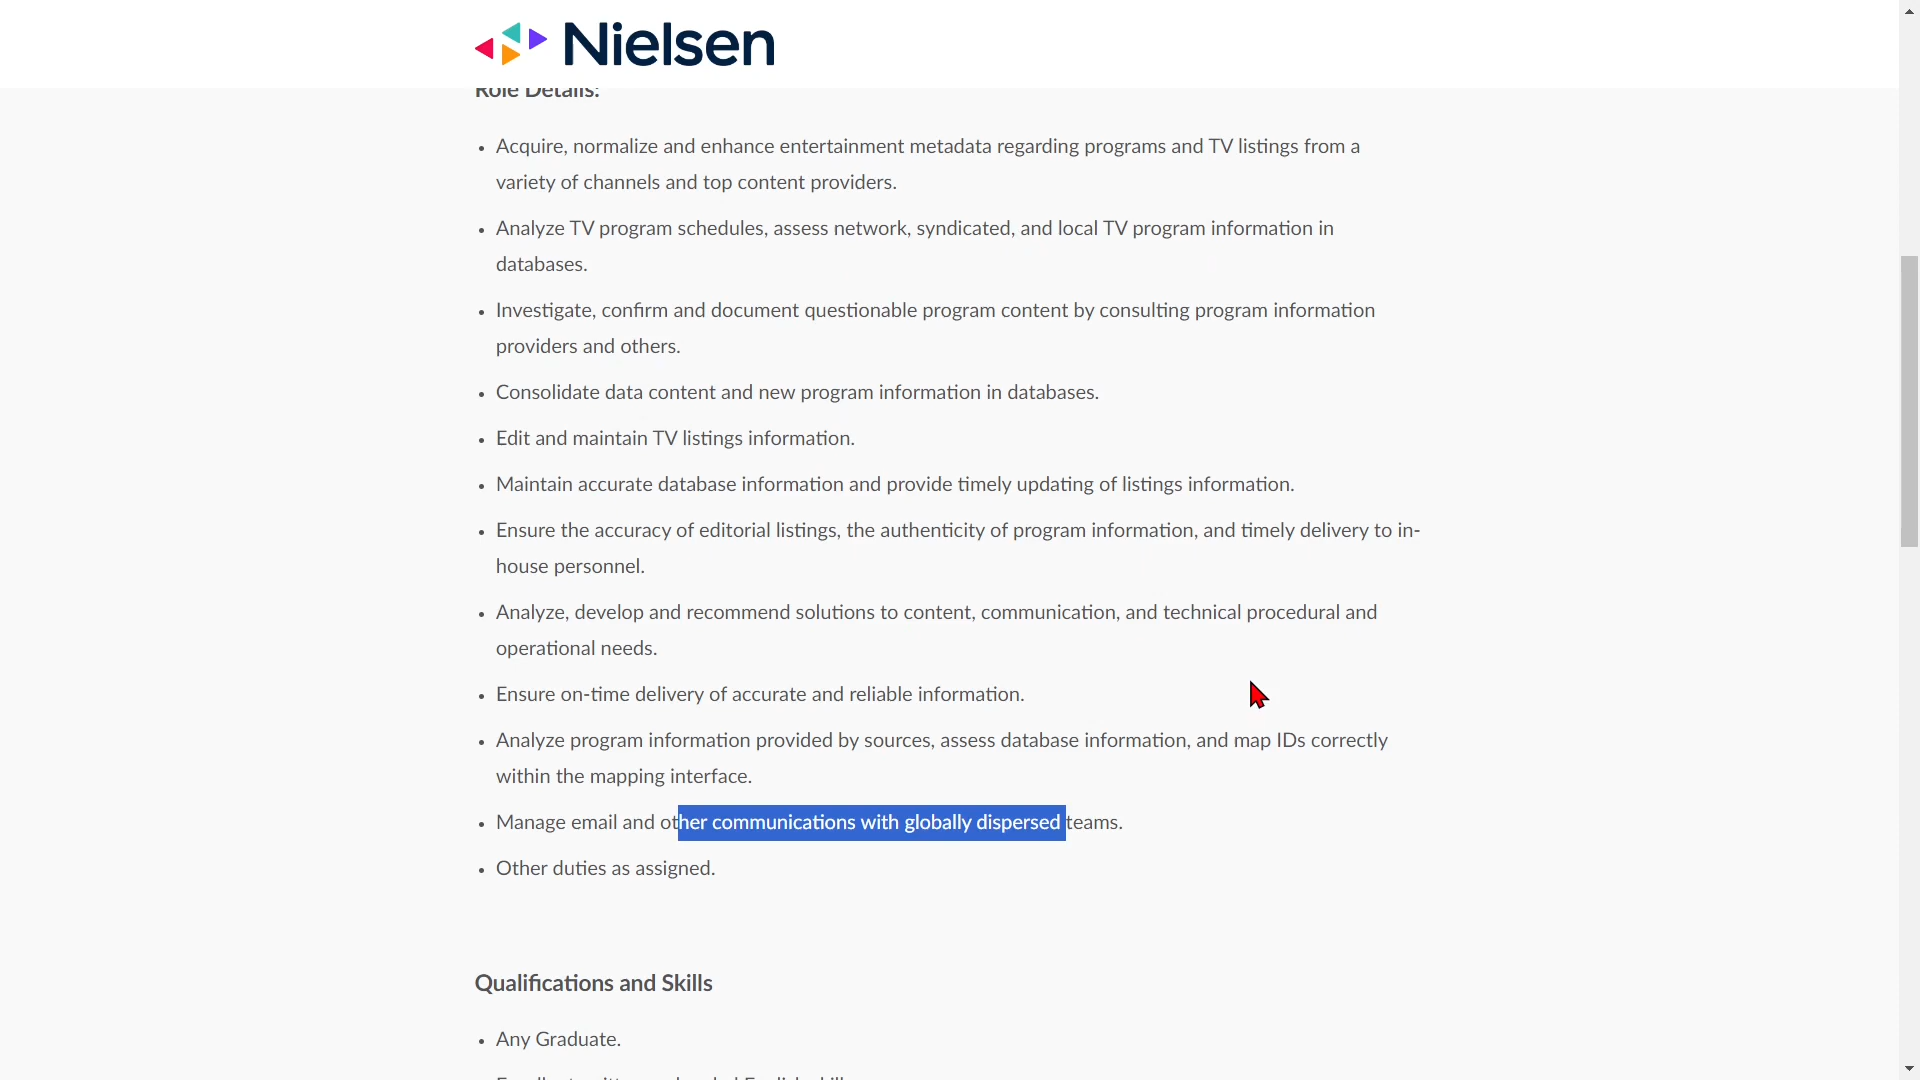 Nielsen
Role Details:
• Acquire, normalize and enhance entertainment metadata regarding programs and TV listings from a
variety of channels and top content providers.
• Analyze TV program schedules, assess network, syndicated, and local TV program information in
databases.
• Investigate, confirm and document questionable program content by consulting program information
providers and others.
• Consolidate data content and new program information in databases.
• Edit and maintain TV listings information.
• Maintain accurate database information and provide timely updating of listings information.
• Ensure the accuracy of editorial listings, the authenticity of program information, and timely delivery to in-
house personnel.
• Analyze, develop and recommend solutions to content, communication, and technical procedural and
operational needs.
• Ensure on-time delivery of accurate and reliable information.
• Analyze program information provided by sources, assess database information, and map IDs correctly
within the mapping interface.
• Manage email and other communications with globally dispersed teams.
• Other duties as assigned.
Qualifications and Skills
• Any Graduate.